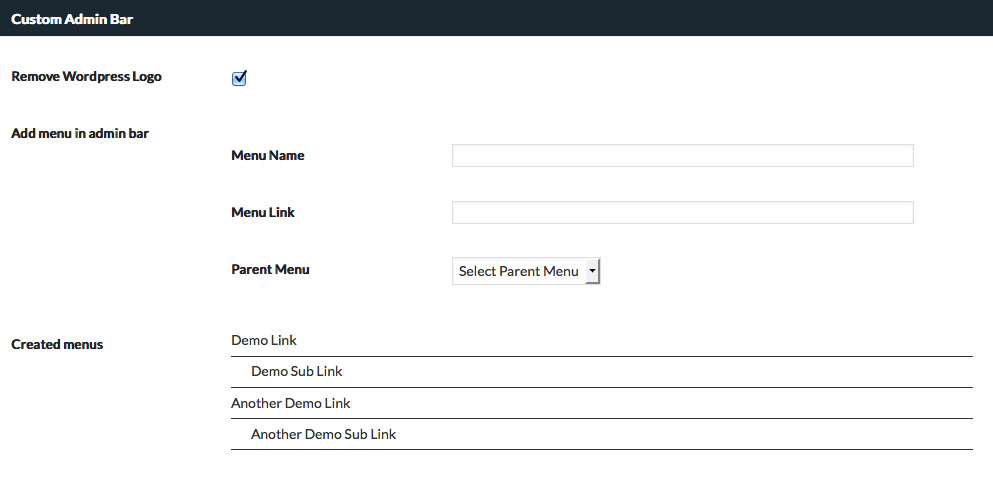 Custom Admin Bar
Remove Wordpress Logo
Add menu in admin bar
Menu Name
Menu Link
Parent Menu
Select Parent Menu
Created menus
Demo Link
Demo Sub Link
Another Demo Link
Another Demo Sub Link